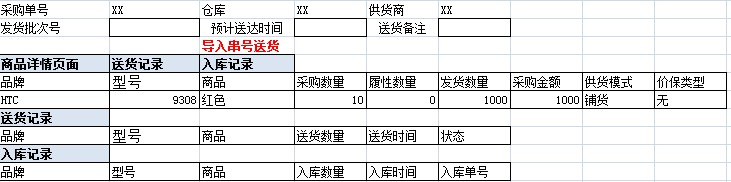 采购单号 XX 仓库 XX 供货商 XX
发货批次号 预计送达时间 送货备注
导入串号送货
商品详情页面 送货记录 入库记录
品牌 型号 商品 采购数量 履性数量 发货数量 采购金额 供货模式 价保类型
HTC 9308 红色 10 0 1000 1000 铺货 无
送货记录
品牌 型号 商品 送货数量 送货时间 状态
入库记录
品牌 型号 商品 入库数量 入库时间 入库单号